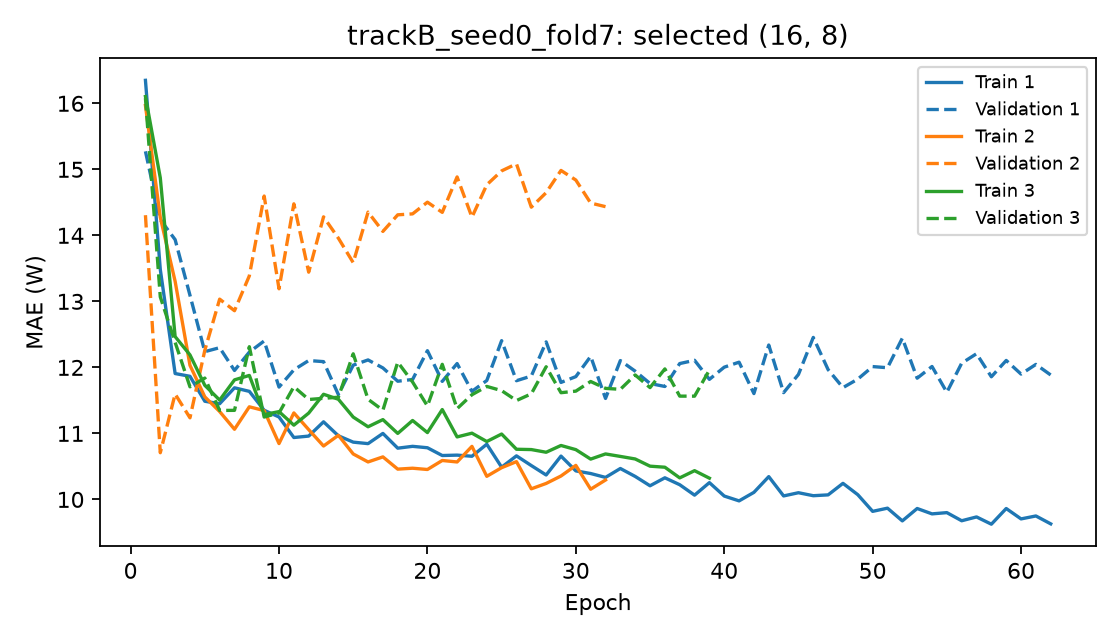 trackB_seed0_fold7: selected (16, 8)
Train 1
Validation 1
Train 2
Validation 2
Train 3
Validation 3
MAE (W)
16
15
14
13
12
11
10
0 10 20 30 40 50 60
Epoch